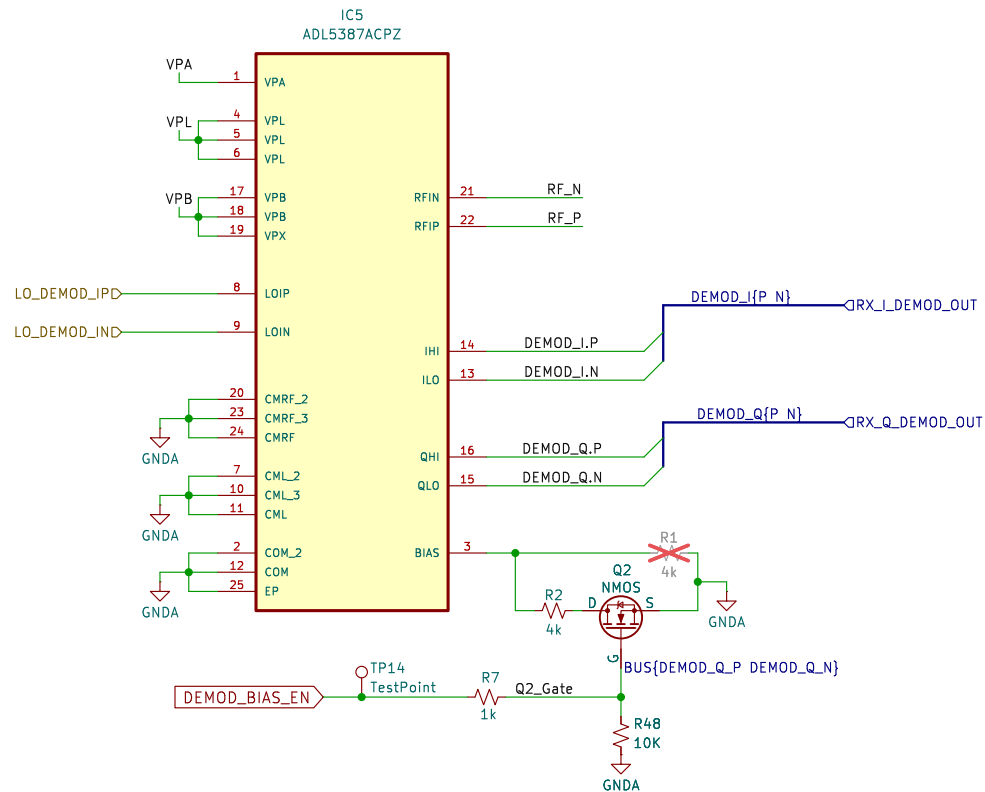 IC5
ADL5387ACPZ
VPA
1 VPA
VPL
4 VPL
5 VPL
6 VPL
VPB
17 VPB
18 VPB
19 VPX
RFIN 21 RF_N
RFIP 22 RF_P
LO_DEMOD_IP 8 LOIP
LO_DEMOD_IN 9 LOIN
DEMOD_I{P N}
RX_I_DEMOD_OUT
IHI 14 DEMOD_I.P
ILO 13 DEMOD_I.N
20 CMRF_2
23 CMRF_3
24 CMRF
GNDA
DEMOD_Q{P N}
RX_Q_DEMOD_OUT
QHI 16 DEMOD_Q.P
QLO 15 DEMOD_Q.N
7 CML_2
10 CML_3
11 CML
GNDA
2 COM_2
12 COM
25 EP
GNDA
BIAS 3
R1
4k
Q2
NMOS
D S
G
R2
4k
GNDA
BUS{DEMOD_Q_P DEMOD_Q_N}
TP14
TestPoint
DEMOD_BIAS_EN
R7
1k
Q2_Gate
R48
10K
GNDA